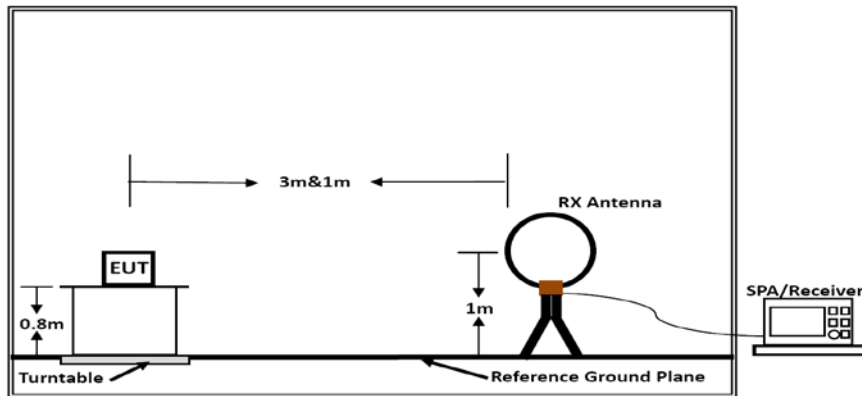 3m&1m
RX Antenna
EUT
SPA/Receiver
0.8m
1m
Turntable
Reference Ground Plane